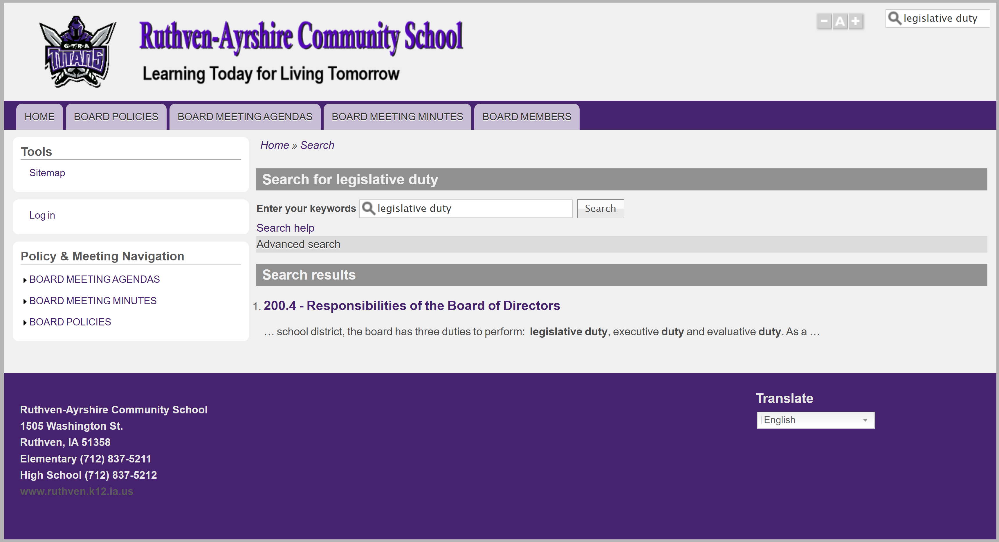 G-T/R-A
TITANS
Ruthven-Ayrshire Community School
Learning Today for Living Tomorrow
- A +
legislative duty
HOME
BOARD POLICIES
BOARD MEETING AGENDAS
BOARD MEETING MINUTES
BOARD MEMBERS
Tools
Sitemap
Log in
Policy & Meeting Navigation
BOARD MEETING AGENDAS
BOARD MEETING MINUTES
BOARD POLICIES
Home » Search
Search for legislative duty
Enter your keywords legislative duty Search
Search help
Advanced search
Search results
1. 200.4 - Responsibilities of the Board of Directors
… school district, the board has three duties to perform:  legislative duty, executive duty and evaluative duty. As a …
Ruthven-Ayrshire Community School
1505 Washington St.
Ruthven, IA 51358
Elementary (712) 837-5211
High School (712) 837-5212
www.ruthven.k12.ia.us
Translate
English